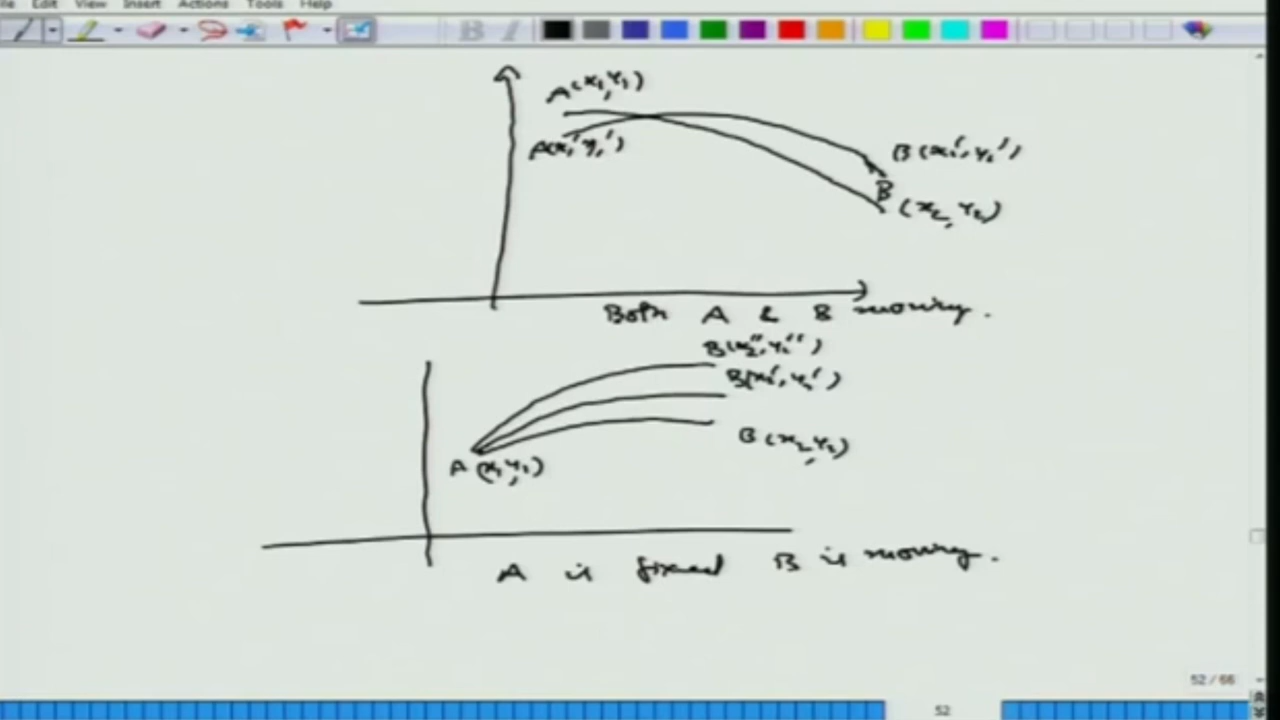 File Edit View Insert Actions Tools Help
B I
A(x₁, y₁)
A(x₁', y₁')
B(x₂', y₂')
B
(x₂, y₂)
Both A & B moving.
B(x₂'', y₂'')
B(x₂', y₂')
B(x₂, y₂)
A(x₁, y₁)
A is fixed B is moving.
52 / 66
52